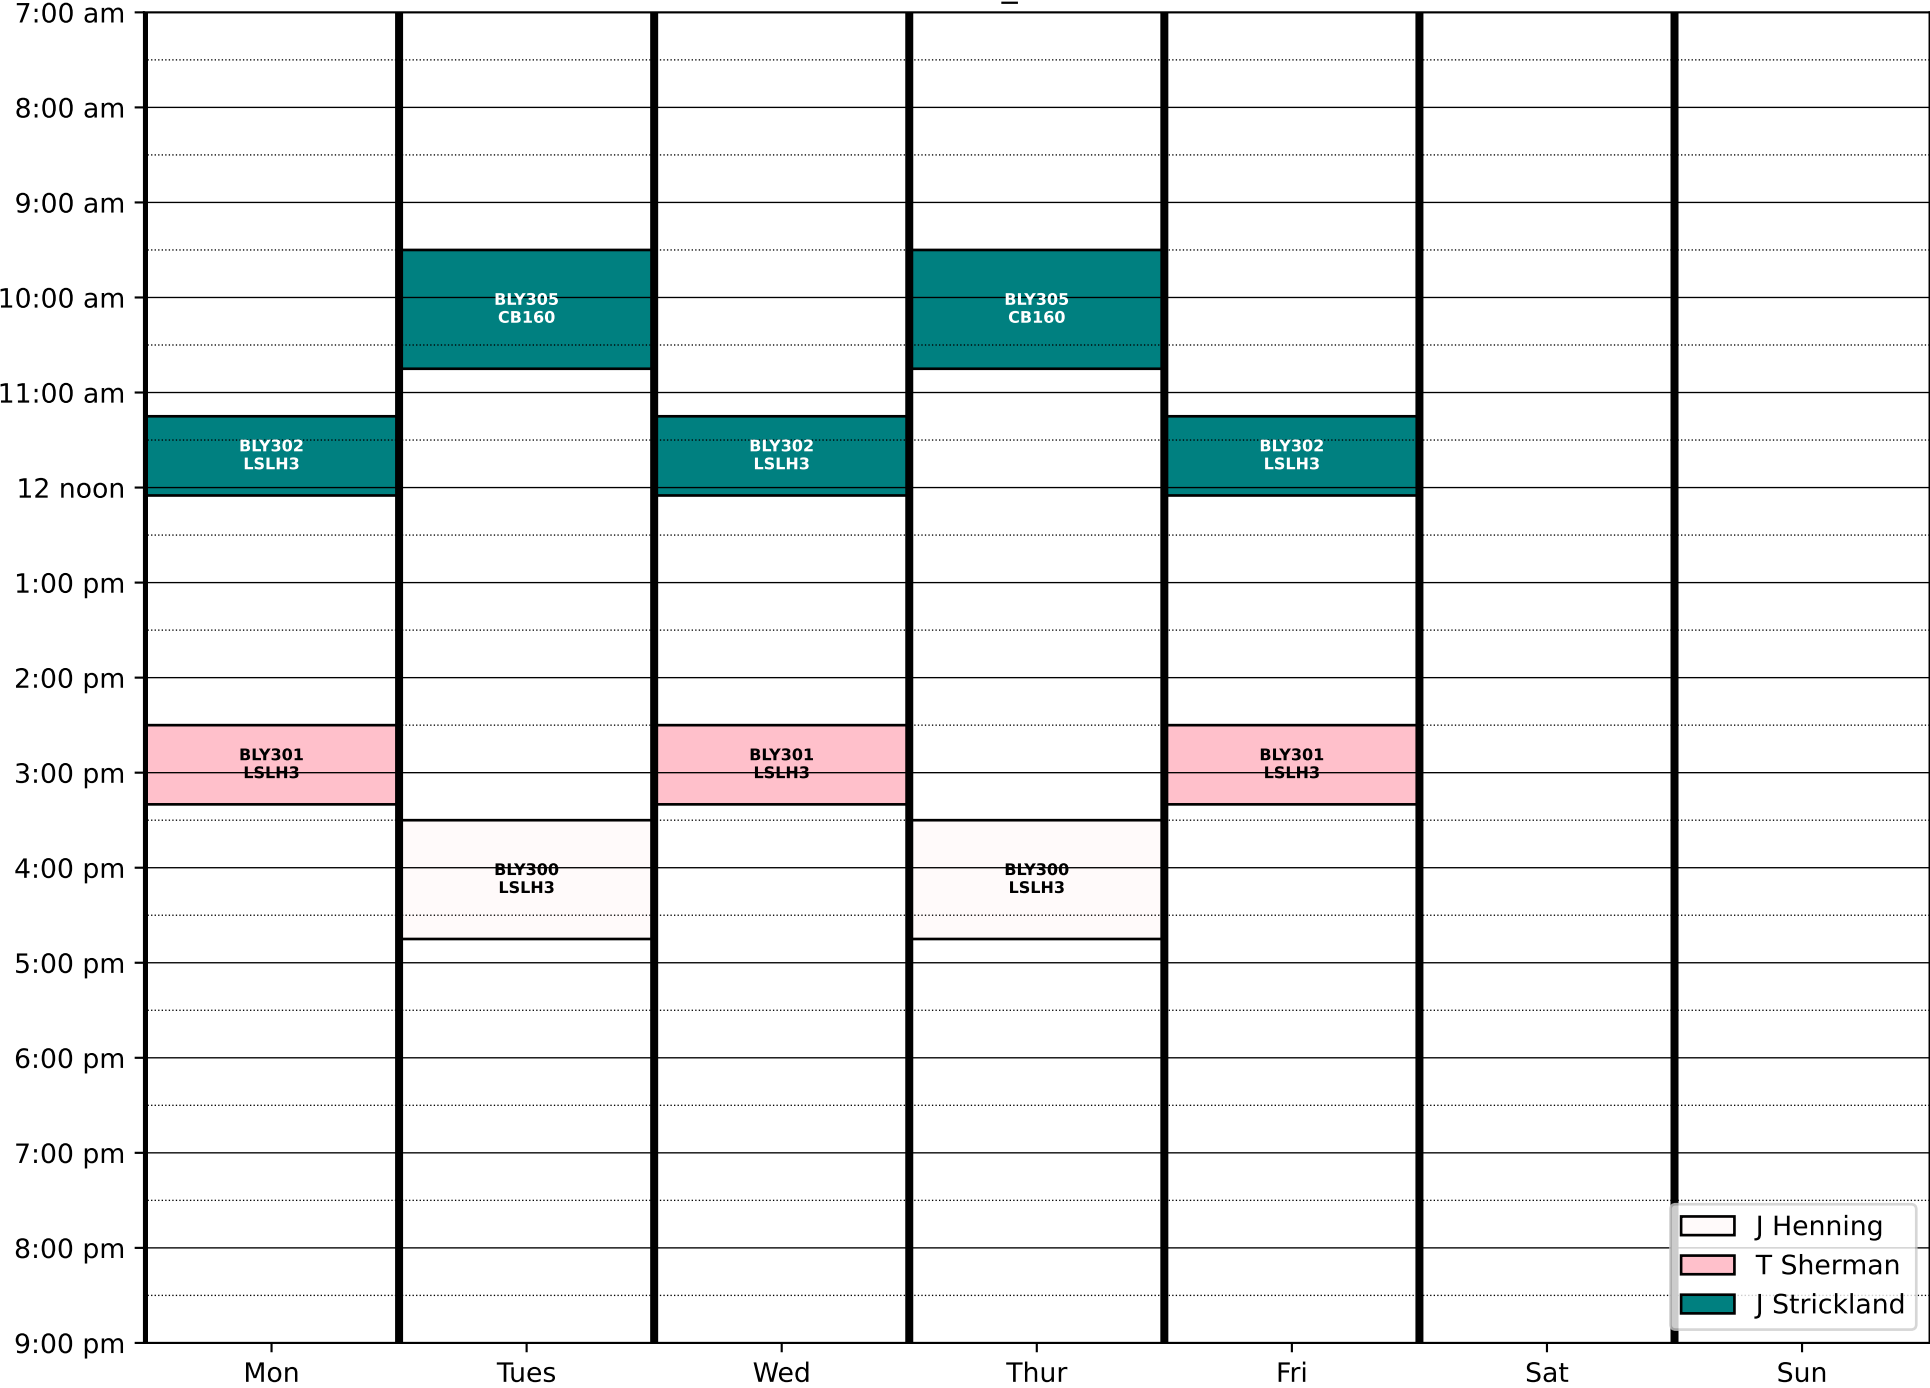 7:00 am
8:00 am
9:00 am
10:00 am
BLY305
CB160
BLY305
CB160
11:00 am
BLY302
LSLH3
BLY302
LSLH3
BLY302
LSLH3
12 noon
1:00 pm
2:00 pm
BLY301
LSLH3
BLY301
LSLH3
BLY301
LSLH3
3:00 pm
4:00 pm
BLY300
LSLH3
BLY300
LSLH3
5:00 pm
6:00 pm
7:00 pm
8:00 pm
9:00 pm
J Henning
T Sherman
J Strickland
Mon
Tues
Wed
Thur
Fri
Sat
Sun